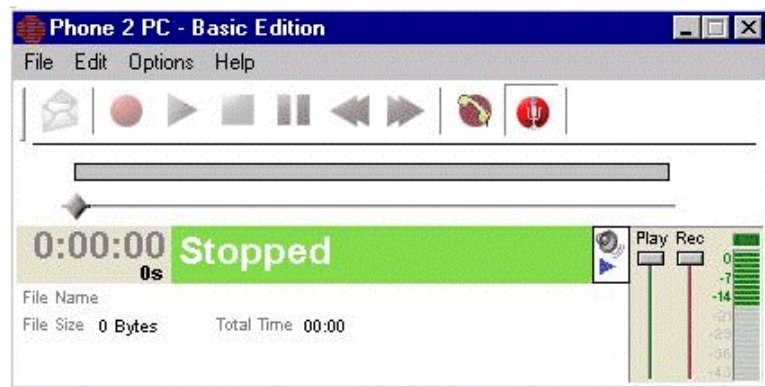 Phone 2 PC - Basic Edition
File Edit Options Help
0:00:00
0s
Stopped
Play Rec
0
-7
-14
-21
File Name
File Size 0 Bytes Total Time 00:00